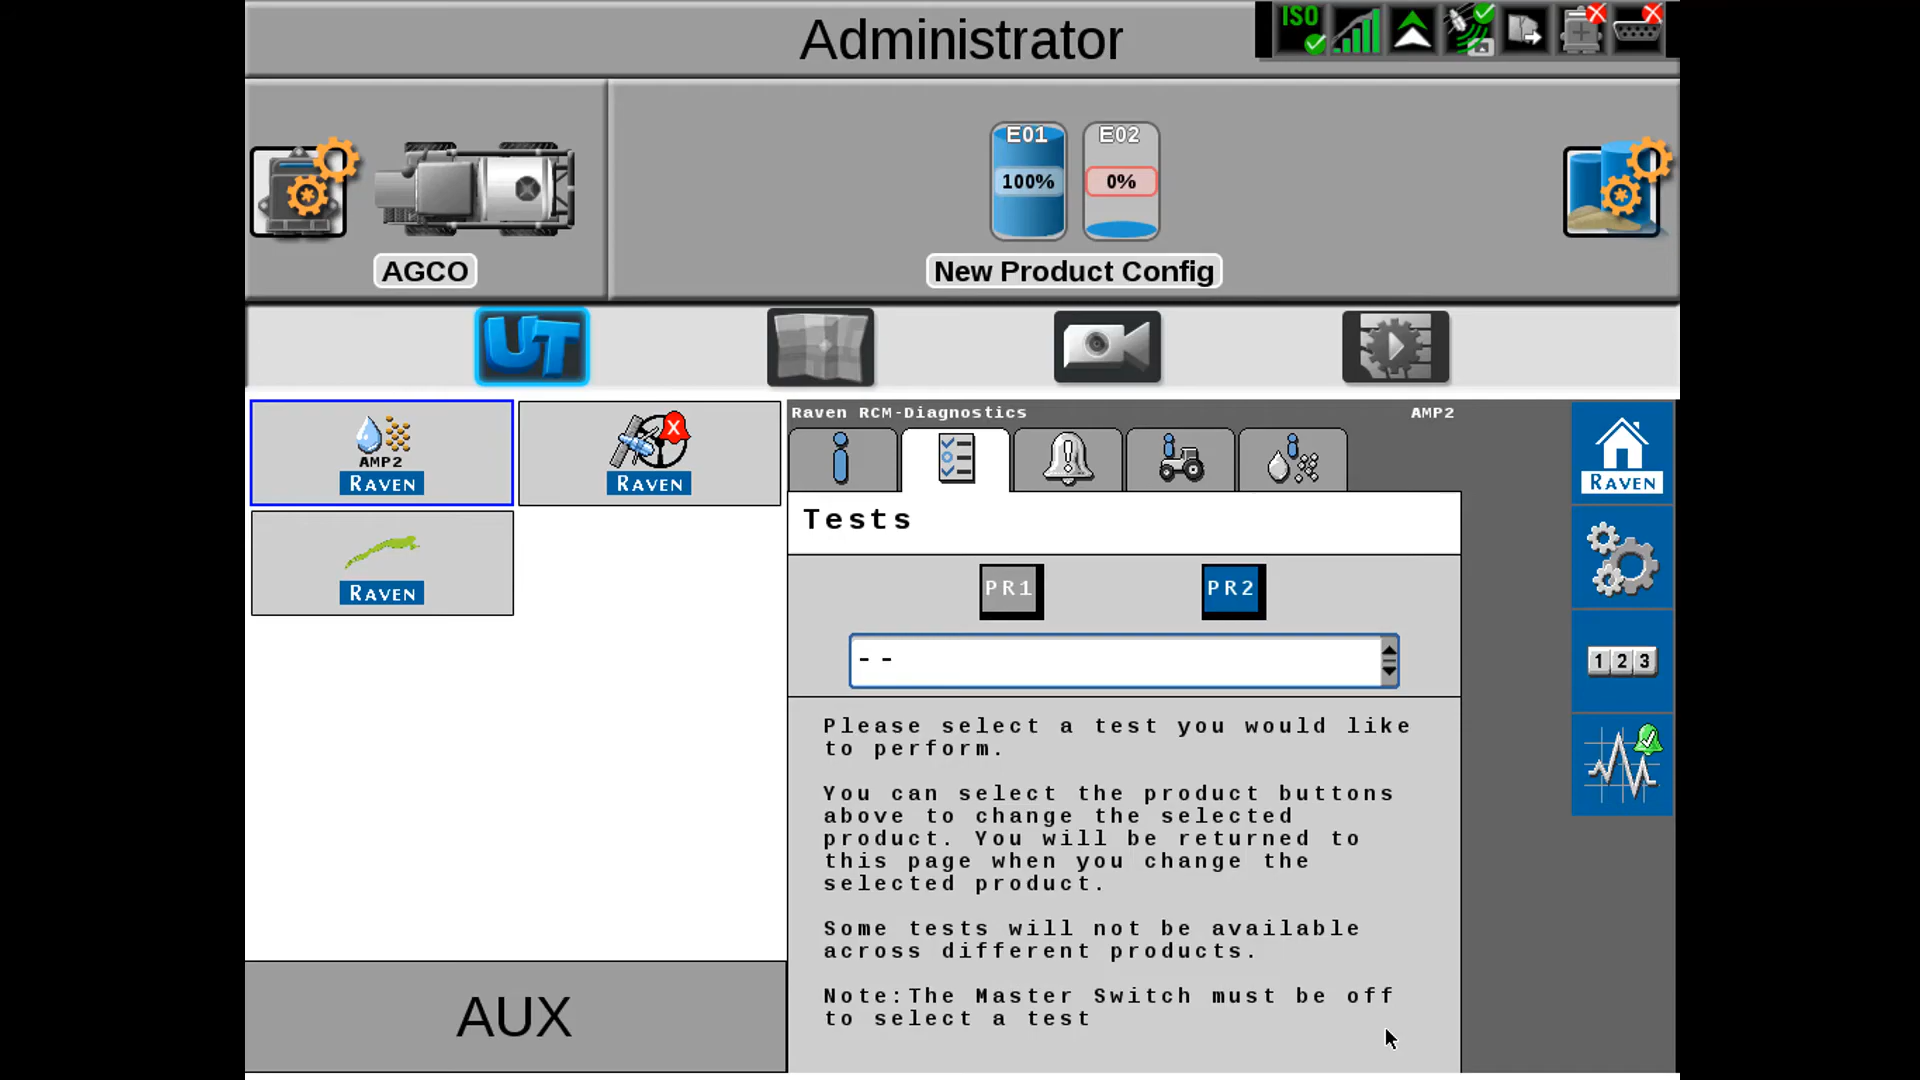 Administrator
ISO
E01
E02
100%
0%
AGCO
New Product Config
UT
AMP2
RAVEN
RAVEN
RAVEN
AUX
Raven RCM-Diagnostics
AMP2
Tests
PR1
PR2
--
Please select a test you would like
to perform.
You can select the product buttons
above to change the selected
product. You will be returned to
this page when you change the
selected product.
Some tests will not be available
across different products.
Note:The Master Switch must be off
to select a test
RAVEN
1 2 3